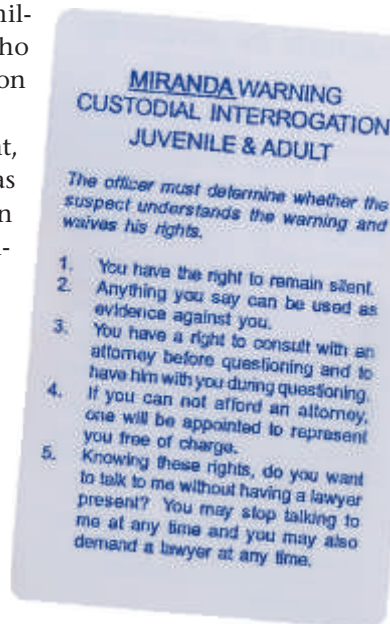 mil-
ho
on
t,
as
n
-
MIRANDA WARNING
CUSTODIAL INTERROGATION
JUVENILE & ADULT
The officer must determine whether the
suspect understands the warning and
waives his rights.
1. You have the right to remain silent.
2. Anything you say can be used as
evidence against you.
3. You have a right to consult with an
attorney before questioning and to
have him with you during questioning.
4. If you can not afford an attorney,
one will be appointed to represent
you free of charge.
5. Knowing these rights, do you want
to talk to me without having a lawyer
present? You may stop talking to
me at any time and you may also
demand a lawyer at any time.